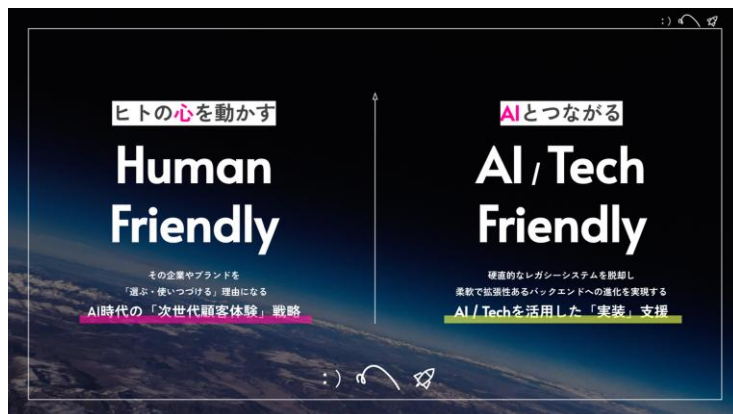 :)
ヒトの心を動かす
Human
Friendly
その企業やブランドを
「選ぶ・使いつづける」理由になる
AI時代の「次世代顧客体験」戦略
AIとつながる
AI / Tech
Friendly
硬直的なレガシーシステムを脱却し
柔軟で拡張性あるバックエンドへの進化を実現する
AI / Techを活用した「実装」支援
:)